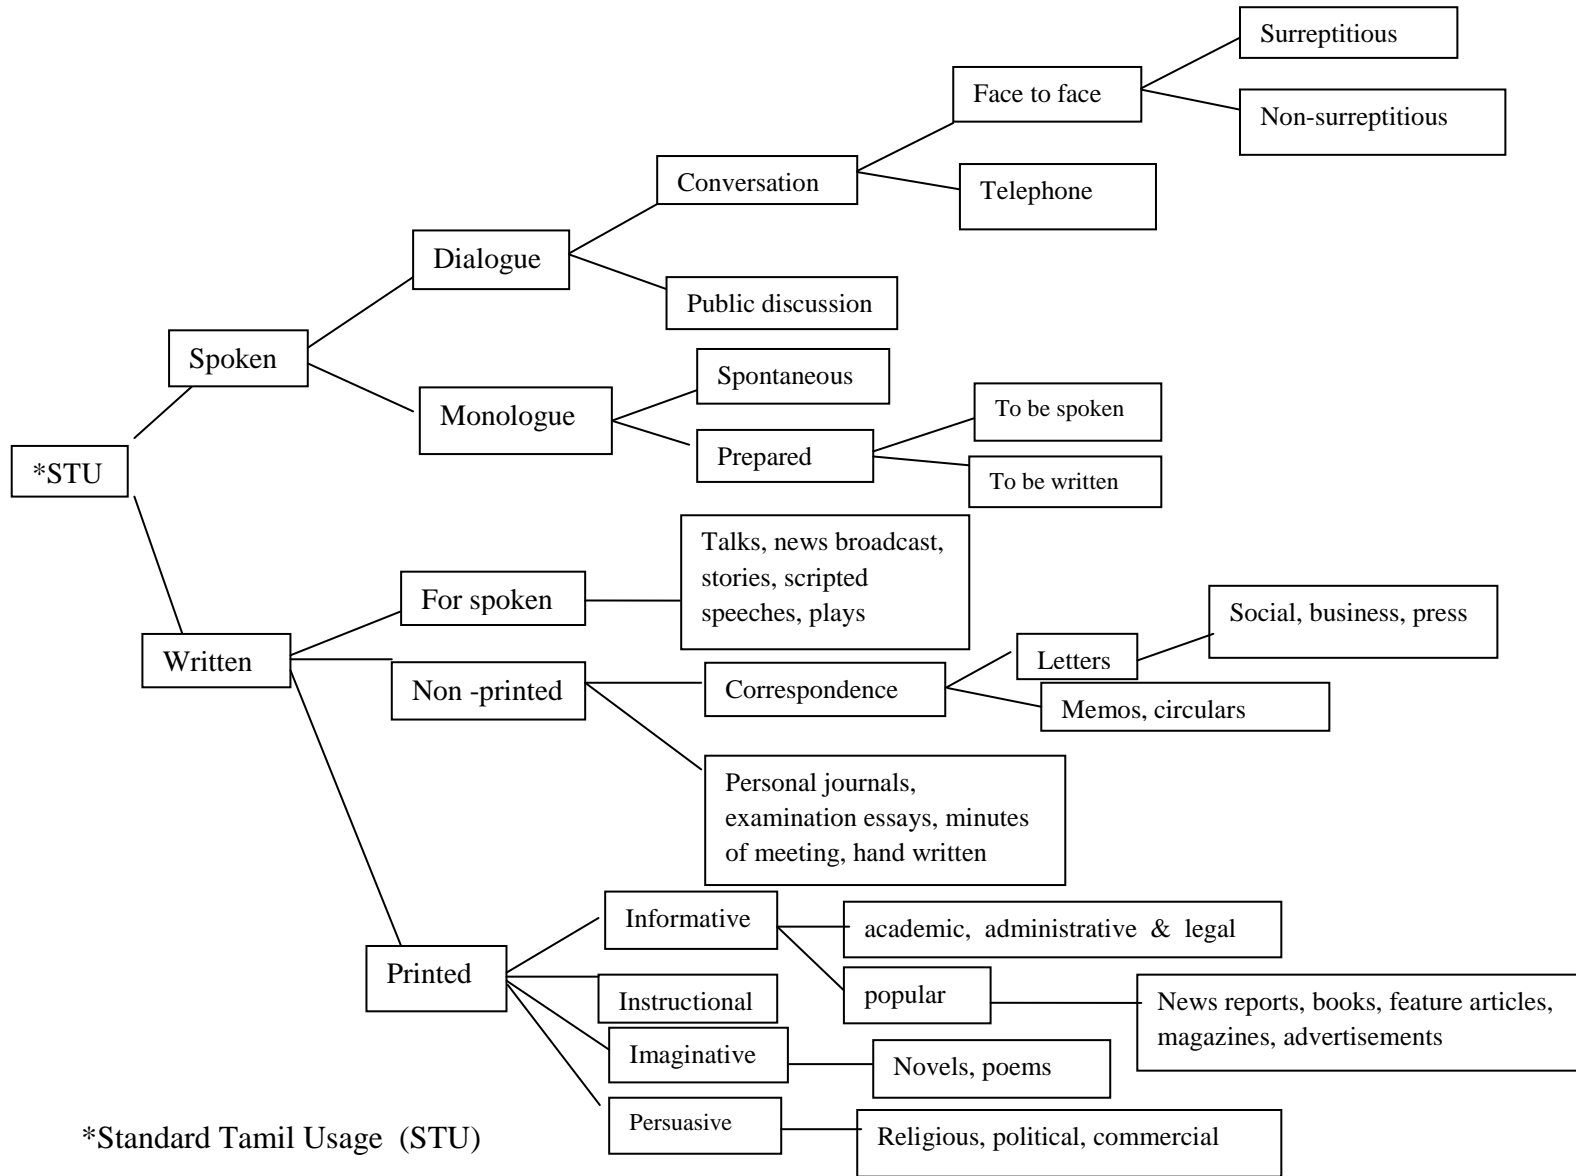 Surreptitious
Face to face
Non-surreptitious
Conversation
Telephone
Dialogue
Public discussion
Spoken
Spontaneous
Monologue
To be spoken
Prepared
*STU
To be written
Talks, news broadcast,
stories, scripted
speeches, plays
For spoken
Social, business, press
Written
Letters
Non -printed
Correspondence
Memos, circulars
Personal journals,
examination essays, minutes
of meeting, hand written
Informative
academic, administrative & legal
Printed
popular
Instructional
News reports, books, feature articles,
magazines, advertisements
Imaginative
Novels, poems
Persuasive
Religious, political, commercial
*Standard Tamil Usage (STU)